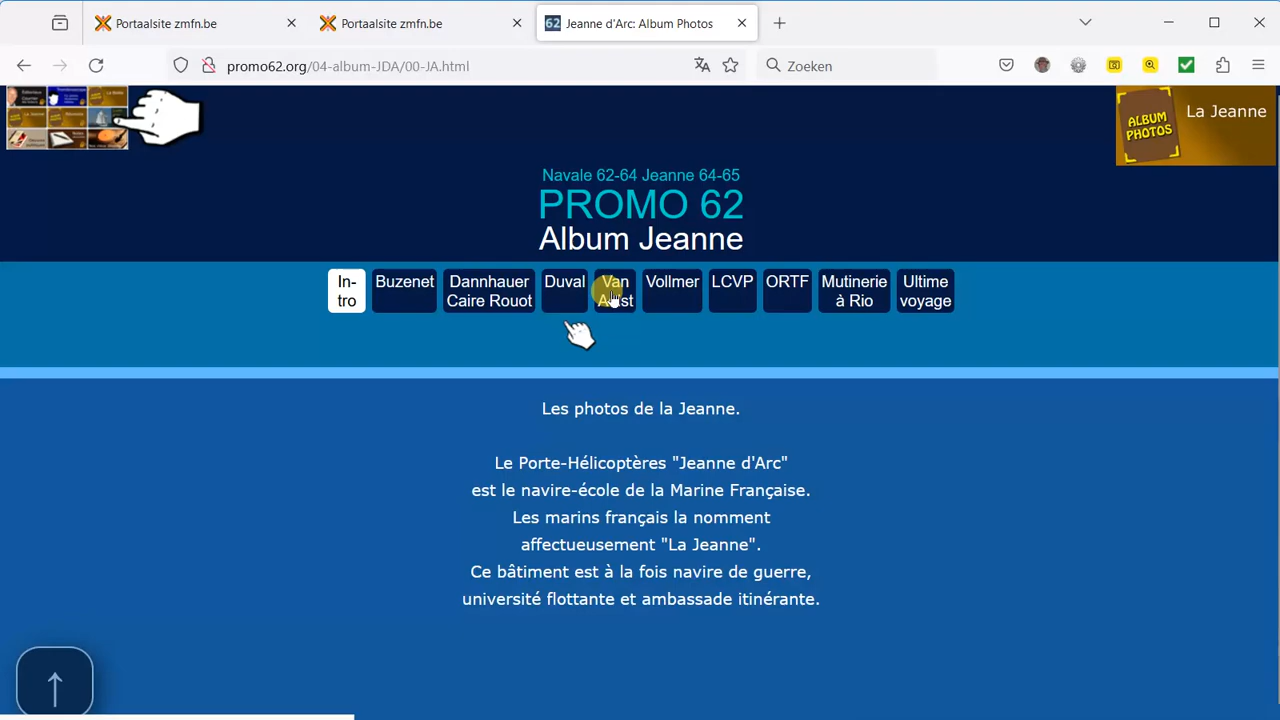 Portaalsite zmfn.be
Portaalsite zmfn.be
62 Jeanne d'Arc: Album Photos
promo62.org/04-album-JDA/00-JA.html
Zoeken
ALBUM
PHOTOS
La Jeanne
Navale 62-64 Jeanne 64-65
PROMO 62
Album Jeanne
In-
tro
Buzenet
Dannhauer
Caire Rouot
Duval
Van
Vollmer
LCVP
ORTF
Mutinerie
à Rio
Ultime
voyage
Les photos de la Jeanne.
Le Porte-Hélicoptères "Jeanne d'Arc"
est le navire-école de la Marine Française.
Les marins français la nomment
affectueusement "La Jeanne".
Ce bâtiment est à la fois navire de guerre,
université flottante et ambassade itinérante.